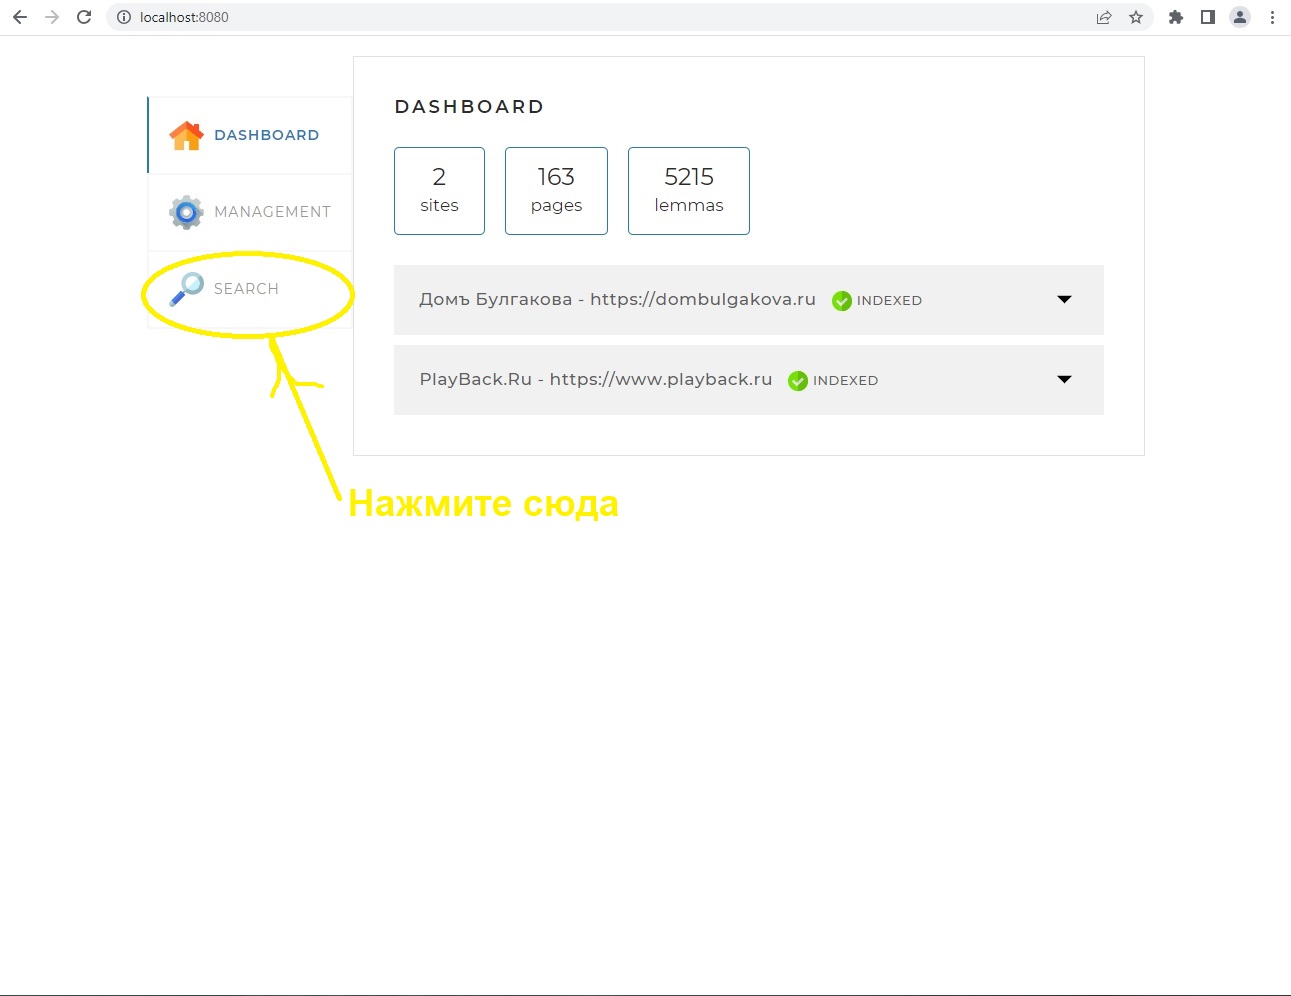 localhost:8080
DASHBOARD
MANAGEMENT
SEARCH
DASHBOARD
2
sites
163
pages
5215
lemmas
Домъ Булгакова - https://dombulgakova.ru INDEXED
PlayBack.Ru - https://www.playback.ru INDEXED
Нажмите сюда